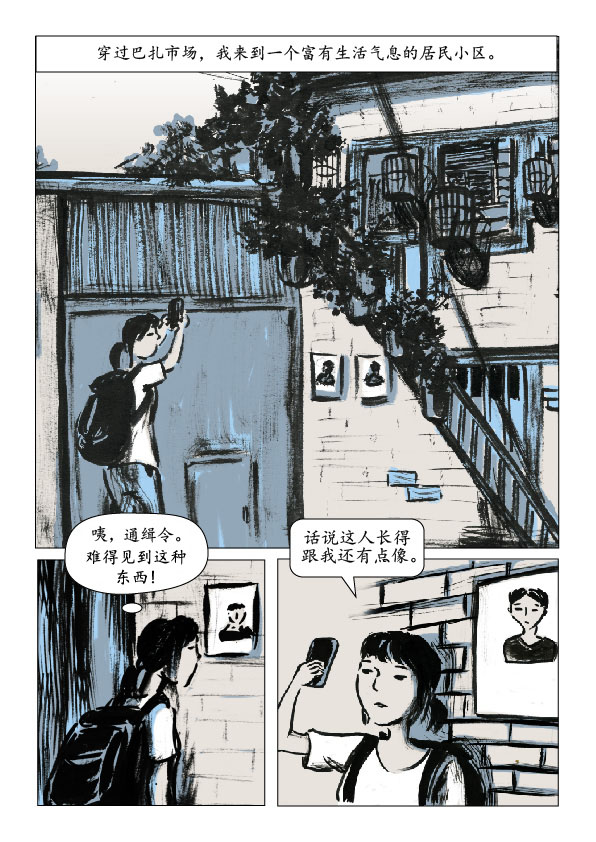 穿过巴扎市场，我来到一个富有生活气息的居民小区。
咦，通缉令。
难得见到这种
东西！
话说这人长得
跟我还有点像。